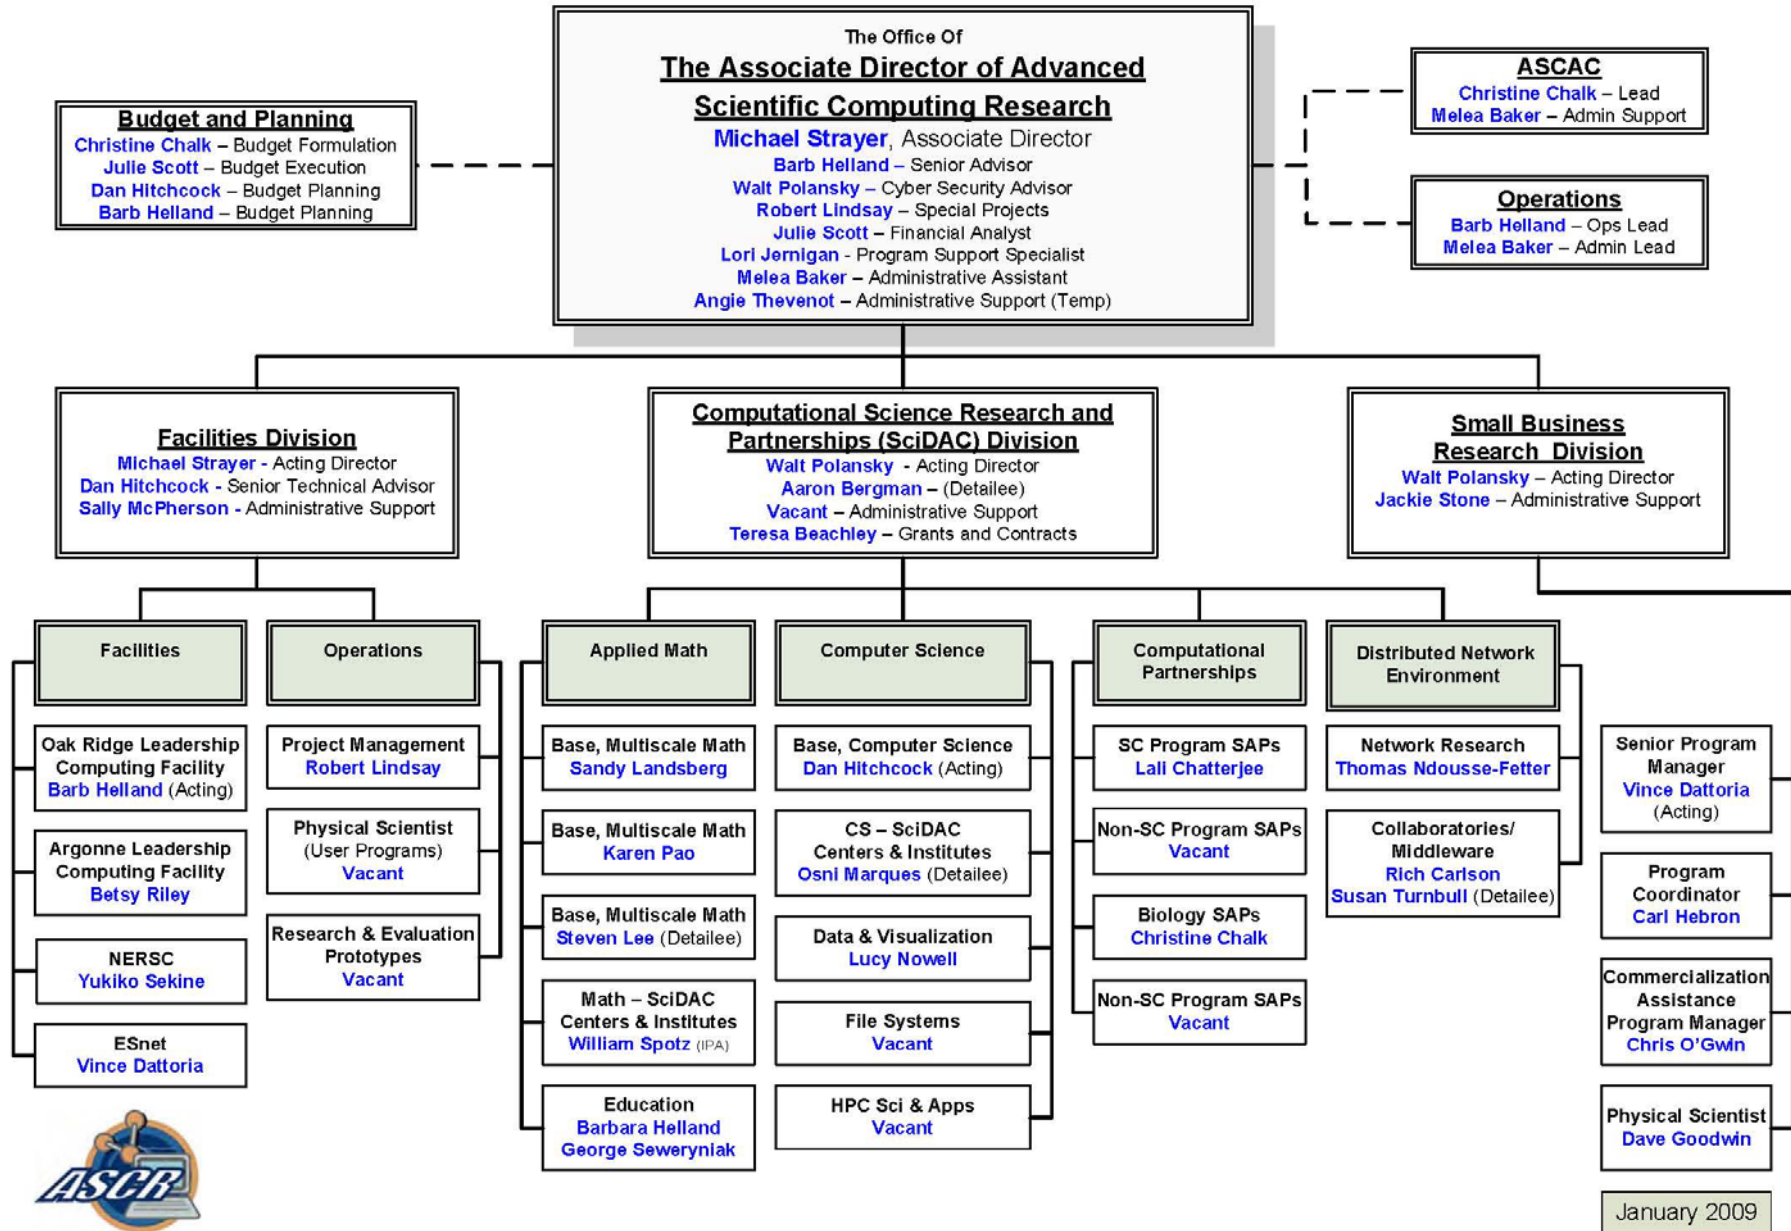 The Office Of
The Associate Director of Advanced
Scientific Computing Research
Michael Strayer, Associate Director
Barb Helland – Senior Advisor
Walt Polansky – Cyber Security Advisor
Robert Lindsay – Special Projects
Julie Scott – Financial Analyst
Lori Jernigan - Program Support Specialist
Melea Baker – Administrative Assistant
Angie Thevenot – Administrative Support (Temp)
Budget and Planning
Christine Chalk – Budget Formulation
Julie Scott – Budget Execution
Dan Hitchcock – Budget Planning
Barb Helland – Budget Planning
ASCAC
Christine Chalk – Lead
Melea Baker – Admin Support
Operations
Barb Helland – Ops Lead
Melea Baker – Admin Lead
Facilities Division
Michael Strayer - Acting Director
Dan Hitchcock - Senior Technical Advisor
Sally McPherson - Administrative Support
Computational Science Research and
Partnerships (SciDAC) Division
Walt Polansky - Acting Director
Aaron Bergman – (Detailee)
Vacant – Administrative Support
Teresa Beachley – Grants and Contracts
Small Business
Research Division
Walt Polansky – Acting Director
Jackie Stone – Administrative Support
Facilities
Oak Ridge Leadership
Computing Facility
Barb Helland (Acting)
Argonne Leadership
Computing Facility
Betsy Riley
NERSC
Yukiko Sekine
ESnet
Vince Dattoria
Operations
Project Management
Robert Lindsay
Physical Scientist
(User Programs)
Vacant
Research & Evaluation
Prototypes
Vacant
Applied Math
Base, Multiscale Math
Sandy Landsberg
Base, Multiscale Math
Karen Pao
Base, Multiscale Math
Steven Lee (Detailee)
Math – SciDAC
Centers & Institutes
William Spotz (IPA)
Education
Barbara Helland
George Seweryniak
Computer Science
Base, Computer Science
Dan Hitchcock (Acting)
CS – SciDAC
Centers & Institutes
Osni Marques (Detailee)
Data & Visualization
Lucy Nowell
File Systems
Vacant
HPC Sci & Apps
Vacant
Computational
Partnerships
SC Program SAPs
Lali Chatterjee
Non-SC Program SAPs
Vacant
Biology SAPs
Christine Chalk
Non-SC Program SAPs
Vacant
Distributed Network
Environment
Network Research
Thomas Ndousse-Fetter
Collaboratories/
Middleware
Rich Carlson
Susan Turnbull (Detailee)
Senior Program
Manager
Vince Dattoria
(Acting)
Program
Coordinator
Carl Hebron
Commercialization
Assistance
Program Manager
Chris O'Gwin
Physical Scientist
Dave Goodwin
ASCR
January 2009